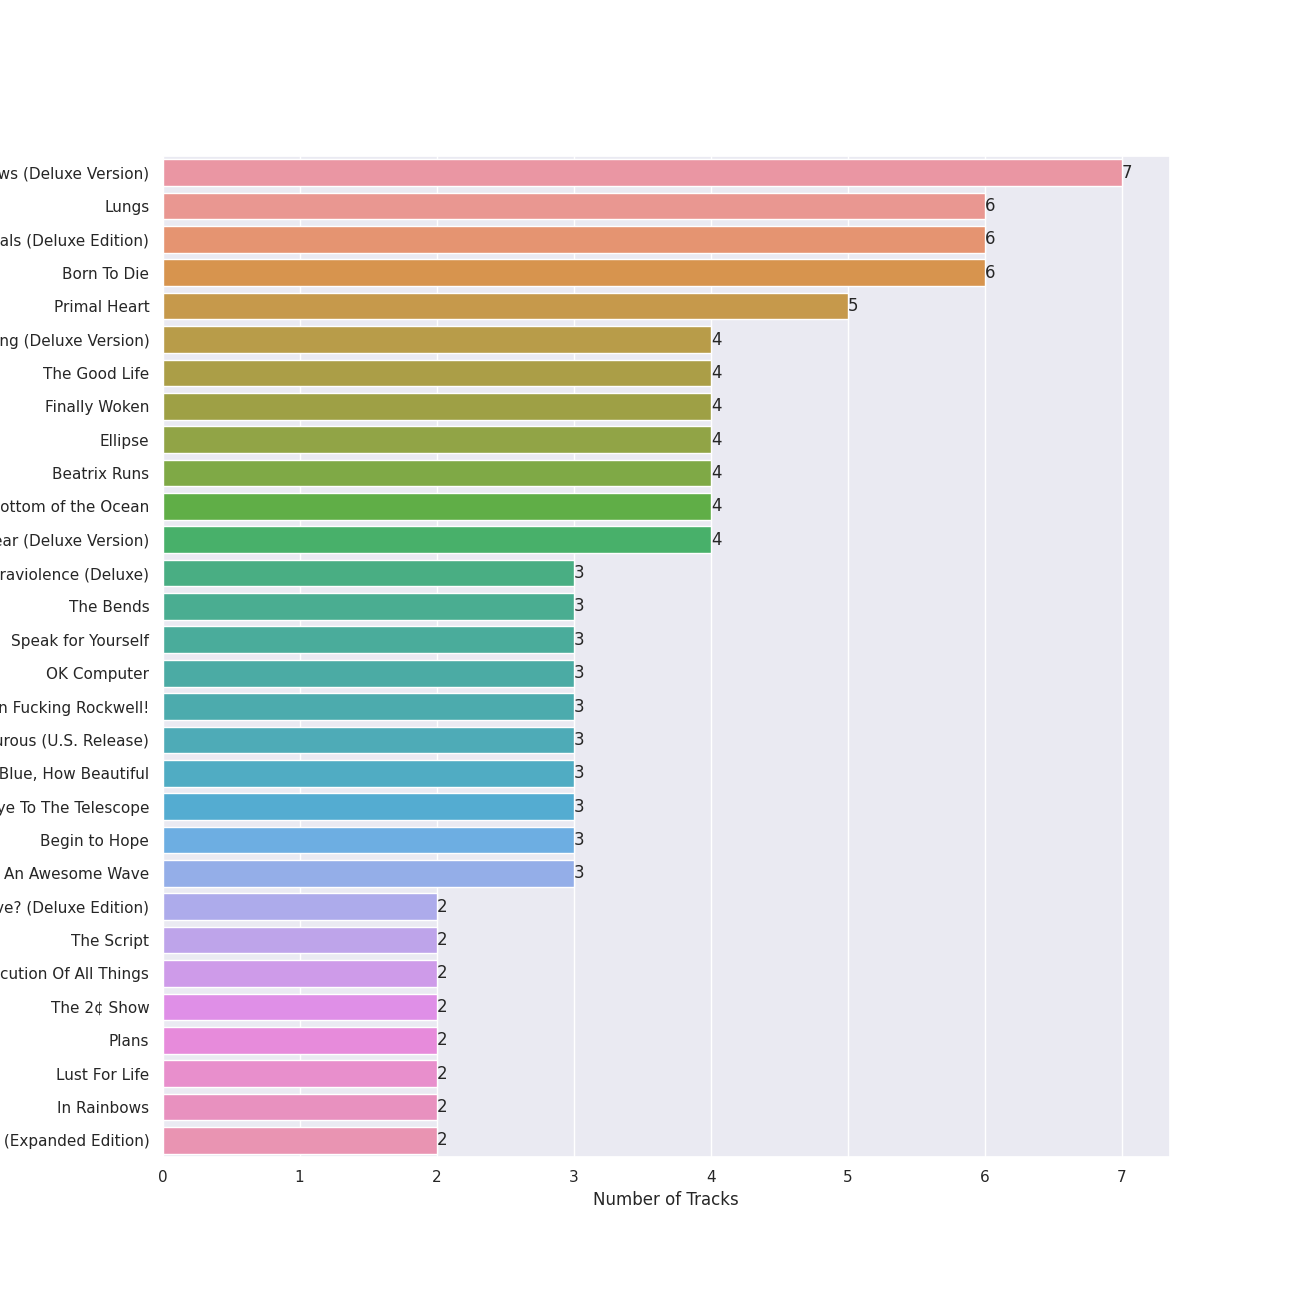 ws (Deluxe Version) 7
Lungs 6
als (Deluxe Edition) 6
Born To Die 6
Primal Heart 5
ng (Deluxe Version) 4
The Good Life 4
Finally Woken 4
Ellipse 4
Beatrix Runs 4
ottom of the Ocean 4
ear (Deluxe Version) 4
raviolence (Deluxe) 3
The Bends 3
Speak for Yourself 3
OK Computer 3
n Fucking Rockwell! 3
urous (U.S. Release) 3
Blue, How Beautiful 3
ye To The Telescope 3
Begin to Hope 3
An Awesome Wave 3
ve? (Deluxe Edition) 2
The Script 2
cution Of All Things 2
The 2¢ Show 2
Plans 2
Lust For Life 2
In Rainbows 2
(Expanded Edition) 2
0 1 2 3 4 5 6 7
Number of Tracks